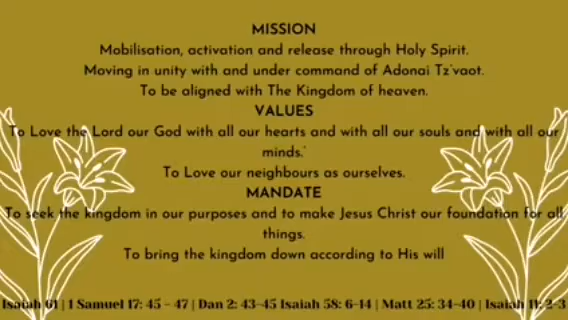 MISSION
Mobilisation, activation and release through Holy Spirit.
Moving in unity with and under command of Adonai Tz'vaot.
To be aligned with The Kingdom of heaven.
VALUES
To Love the Lord our God with all our hearts and with all our souls and with all our
minds.'
To Love our neighbours as ourselves.
MANDATE
To seek the kingdom in our purposes and to make Jesus Christ our foundation for all
things.
To bring the kingdom down according to His will
Isaiah 61 | 1 Samuel 17: 45 - 47 | Dan 2: 43-45 Isaiah 58: 6-14 | Matt 25: 34-40 | Isaiah 11: 2-3